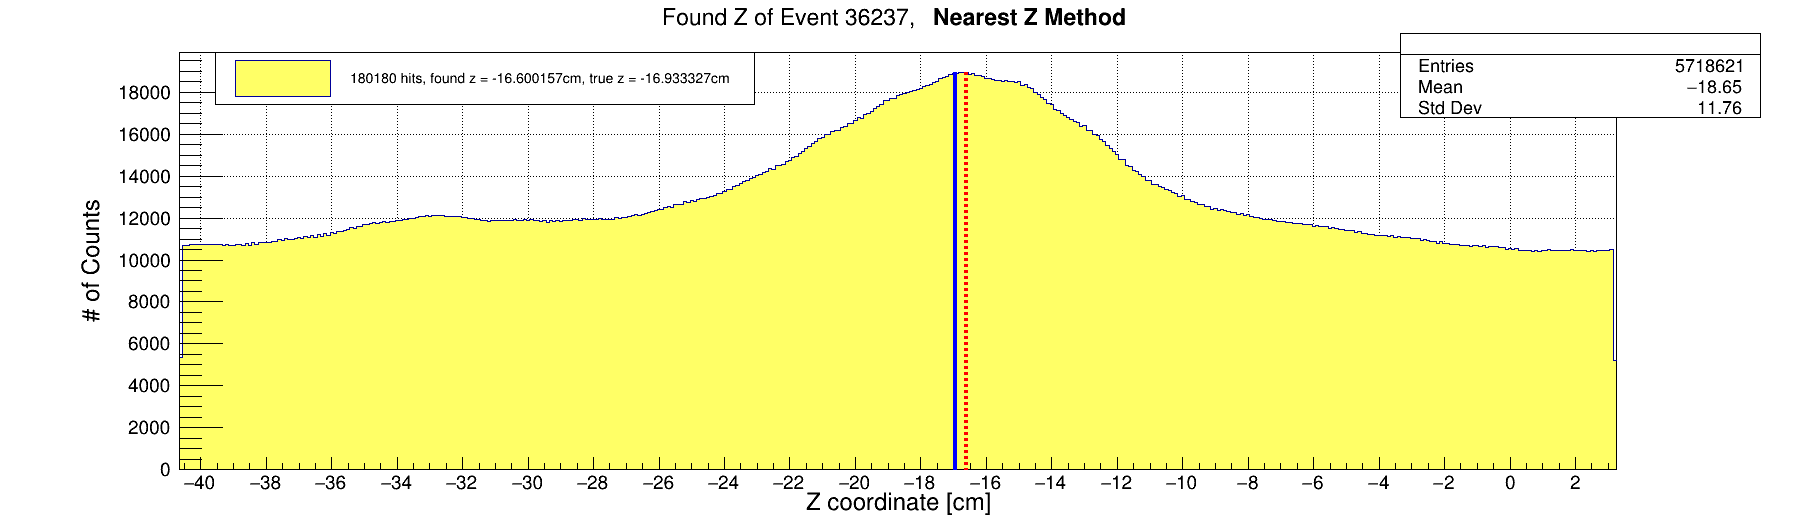 Found Z of Event 36237, Nearest Z Method
180180 hits, found z = -16.600157cm, true z = -16.933327cm
Entries 5718621
Mean −18.65
Std Dev 11.76
# of Counts
18000
16000
14000
12000
10000
8000
6000
4000
2000
0
−40 −38 −36 −34 −32 −30 −28 −26 −24 −22 −20 −18 −16 −14 −12 −10 −8 −6 −4 −2 0 2
Z coordinate [cm]